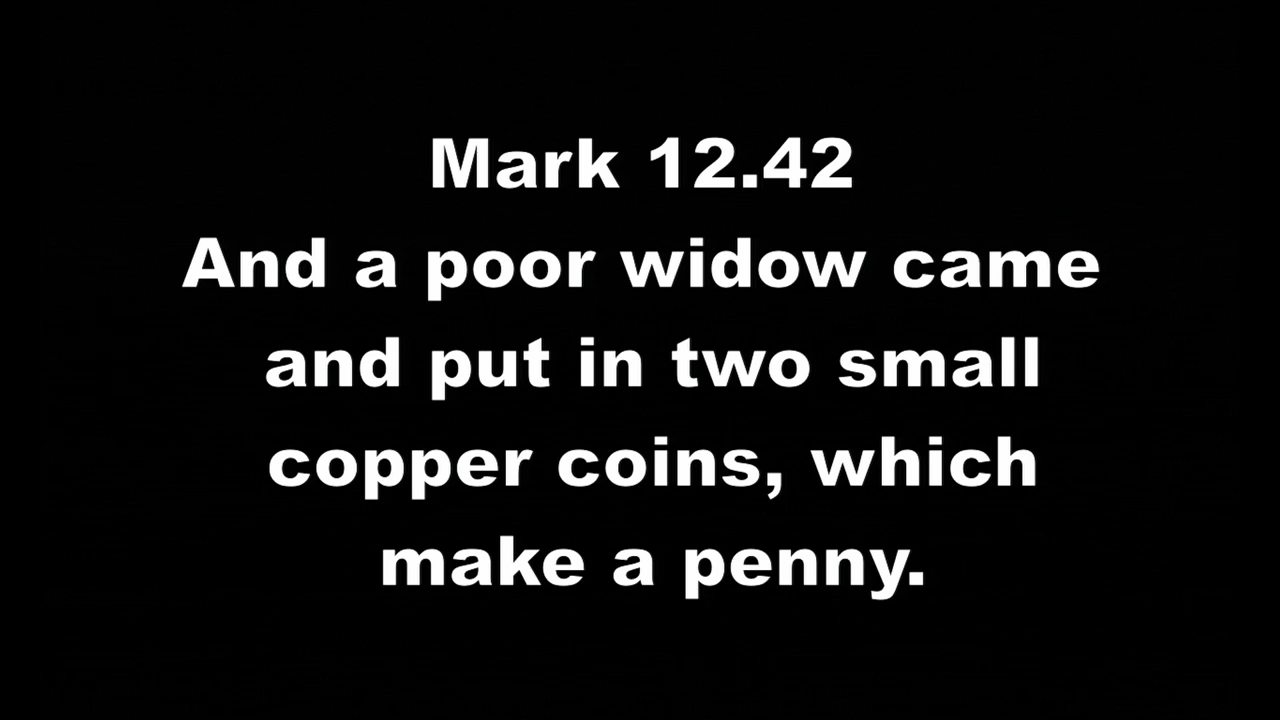 Mark 12.42
And a poor widow came
and put in two small
copper coins, which
make a penny.